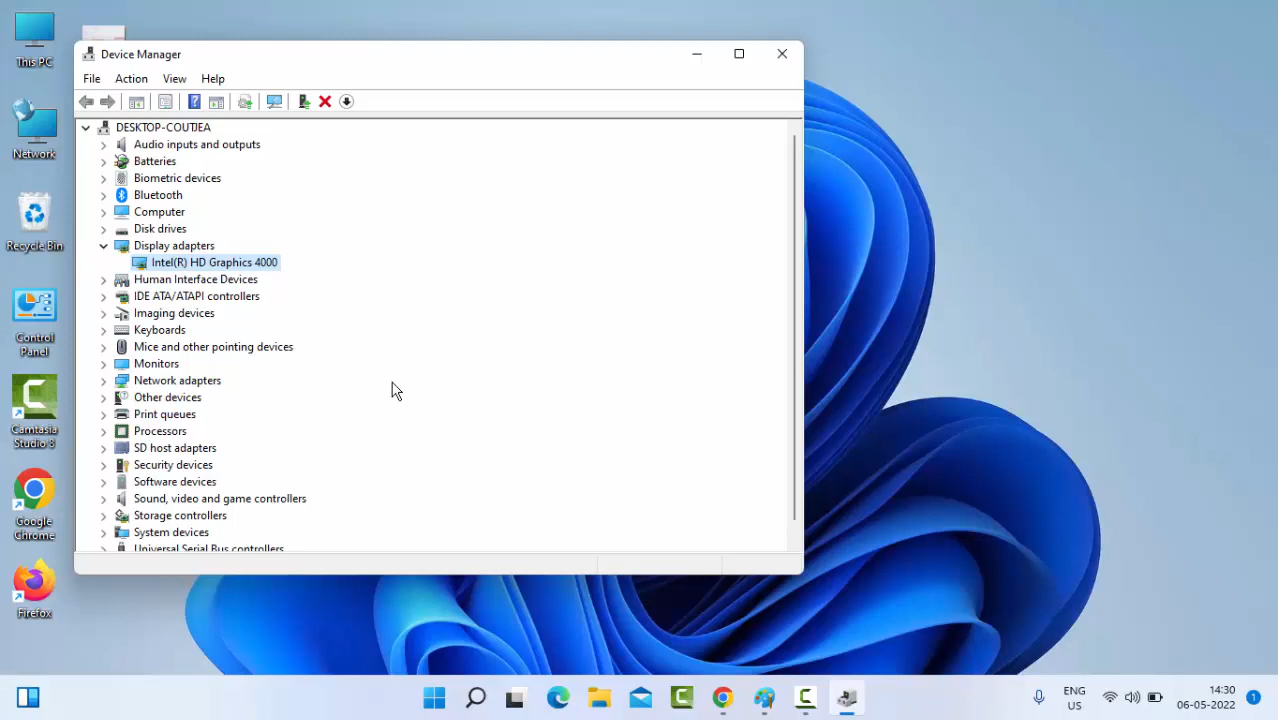 This PC
Network
Recycle Bin
Control
Panel
Camtasia
Studio 8
Google
Chrome
Firefox
Device Manager
File Action View Help
DESKTOP-COUTJEA
Audio inputs and outputs
Batteries
Biometric devices
Bluetooth
Computer
Disk drives
Display adapters
Intel(R) HD Graphics 4000
Human Interface Devices
IDE ATA/ATAPI controllers
Imaging devices
Keyboards
Mice and other pointing devices
Monitors
Network adapters
Other devices
Print queues
Processors
SD host adapters
Security devices
Software devices
Sound, video and game controllers
Storage controllers
System devices
Universal Serial Bus controllers
ENG
US
14:30
06-05-2022
1